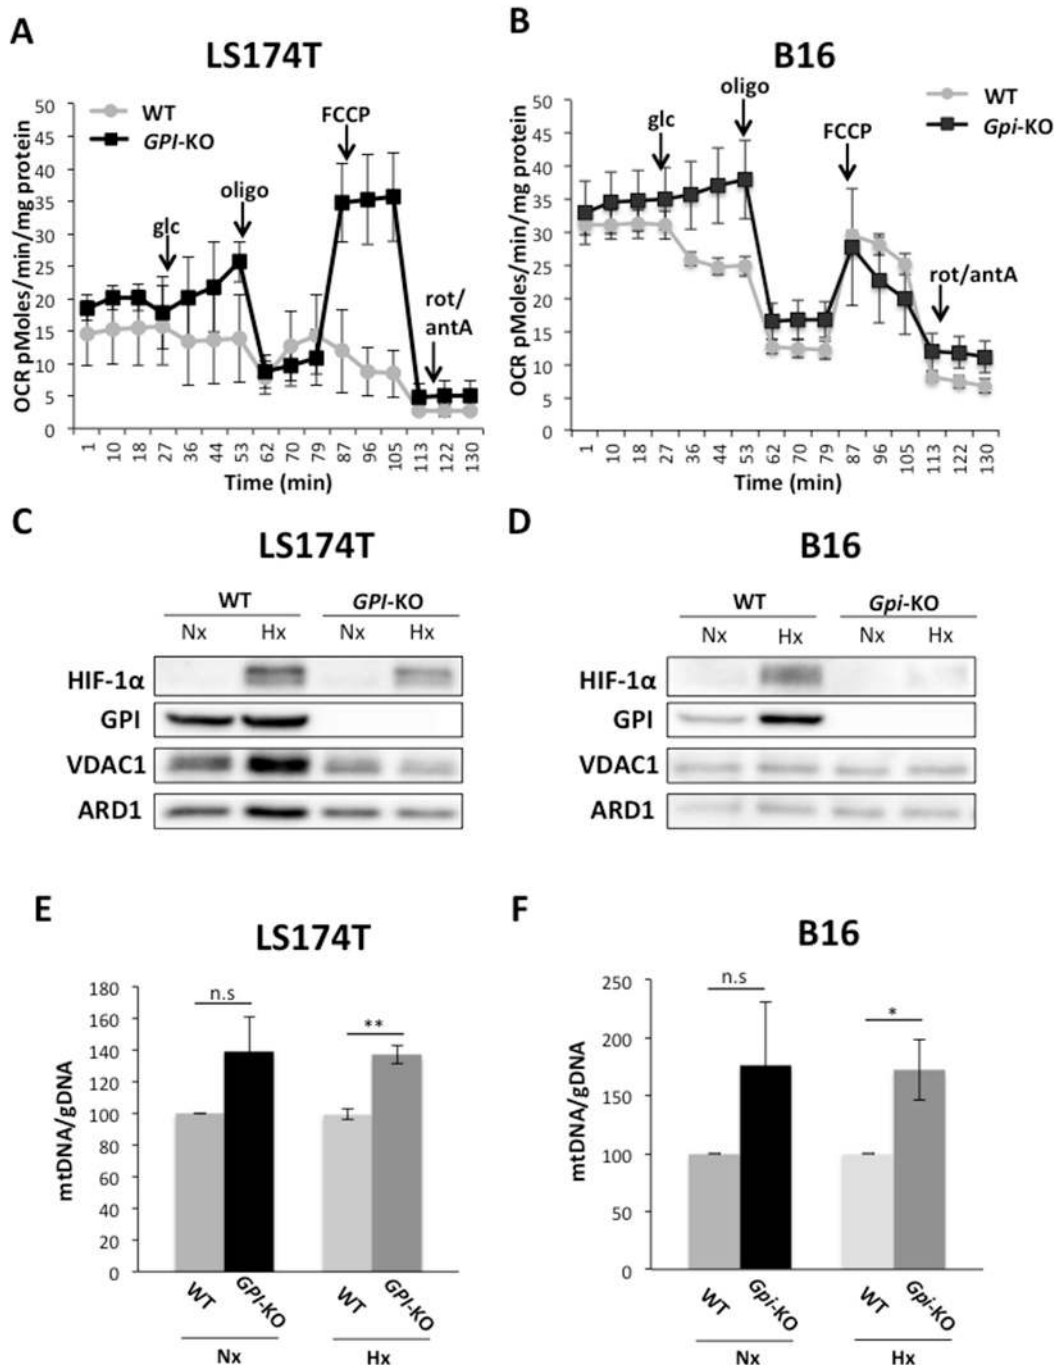 A
LS174T
OCR pMoles/min/mg protein
50
45
40
35
30
25
20
15
10
5
0
WT
GPI-KO
glc
oligo
FCCP
rot/
antA
1 10 18 27 36 44 53 62 70 79 87 96 105 113 122 130
Time (min)
B
B16
OCR pMoles/min/mg protein
50
45
40
35
30
25
20
15
10
5
0
WT
Gpi-KO
glc
oligo
FCCP
rot/antA
1 10 18 27 36 44 53 62 70 79 87 96 105 113 122 130
Time (min)
C
LS174T
WT GPI-KO
Nx Hx Nx Hx
HIF-1α
GPI
VDAC1
ARD1
D
B16
WT Gpi-KO
Nx Hx Nx Hx
HIF-1α
GPI
VDAC1
ARD1
E
LS174T
mtDNA/gDNA
180
160
140
120
100
80
60
40
20
0
n.s
**
WT GPI-KO WT GPI-KO
Nx Hx
F
B16
mtDNA/gDNA
250
200
150
100
50
0
n.s
*
WT Gpi-KO WT Gpi-KO
Nx Hx